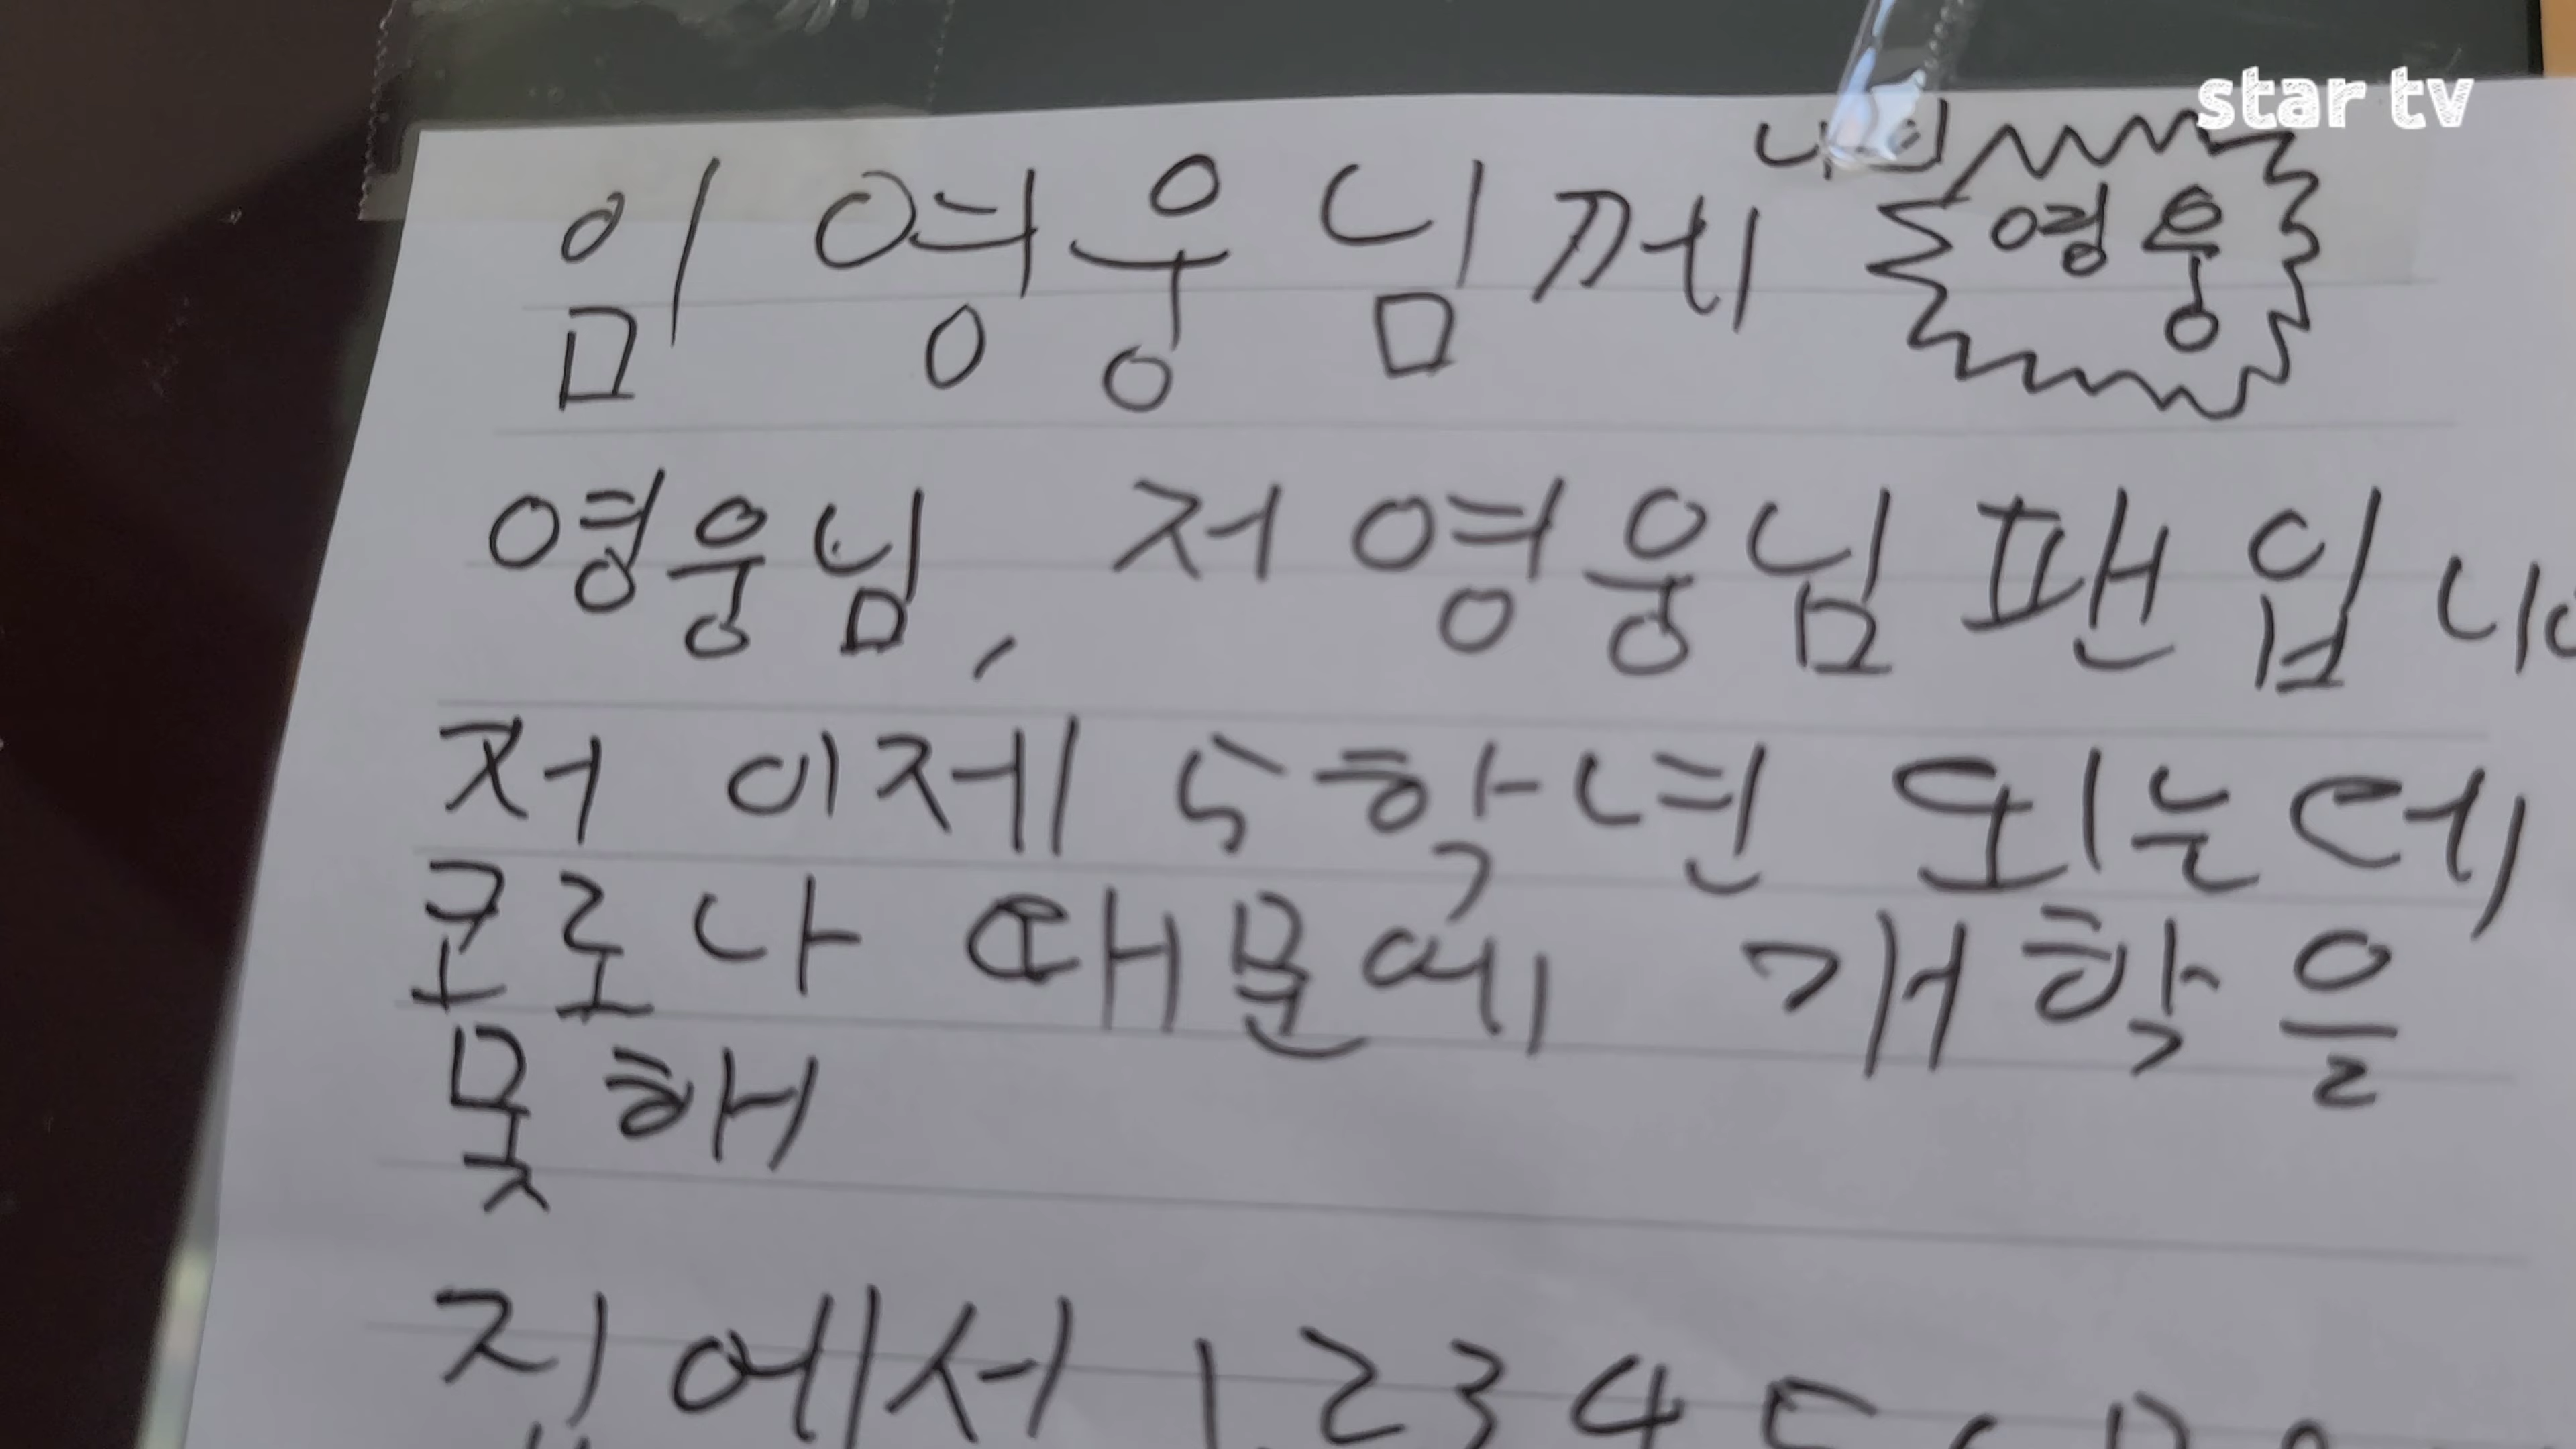 star tv
임영웅님께
영웅
영웅님, 저 영웅님 팬입니
저 이제 5학년 되는데
코로나 때문에 개학을
못해
집에서 1 2 3 4 5